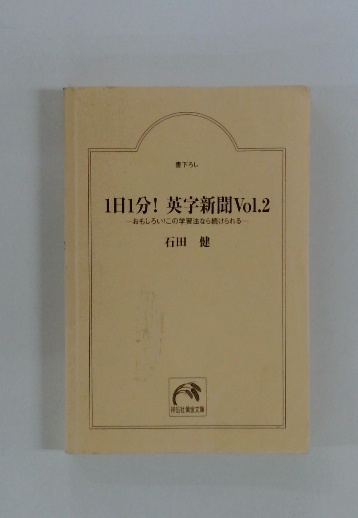 書下ろし
1日1分! 英字新聞Vol.2
—おもしろい!この学習法なら続けられる—
石田 健
祥伝社黄金文庫